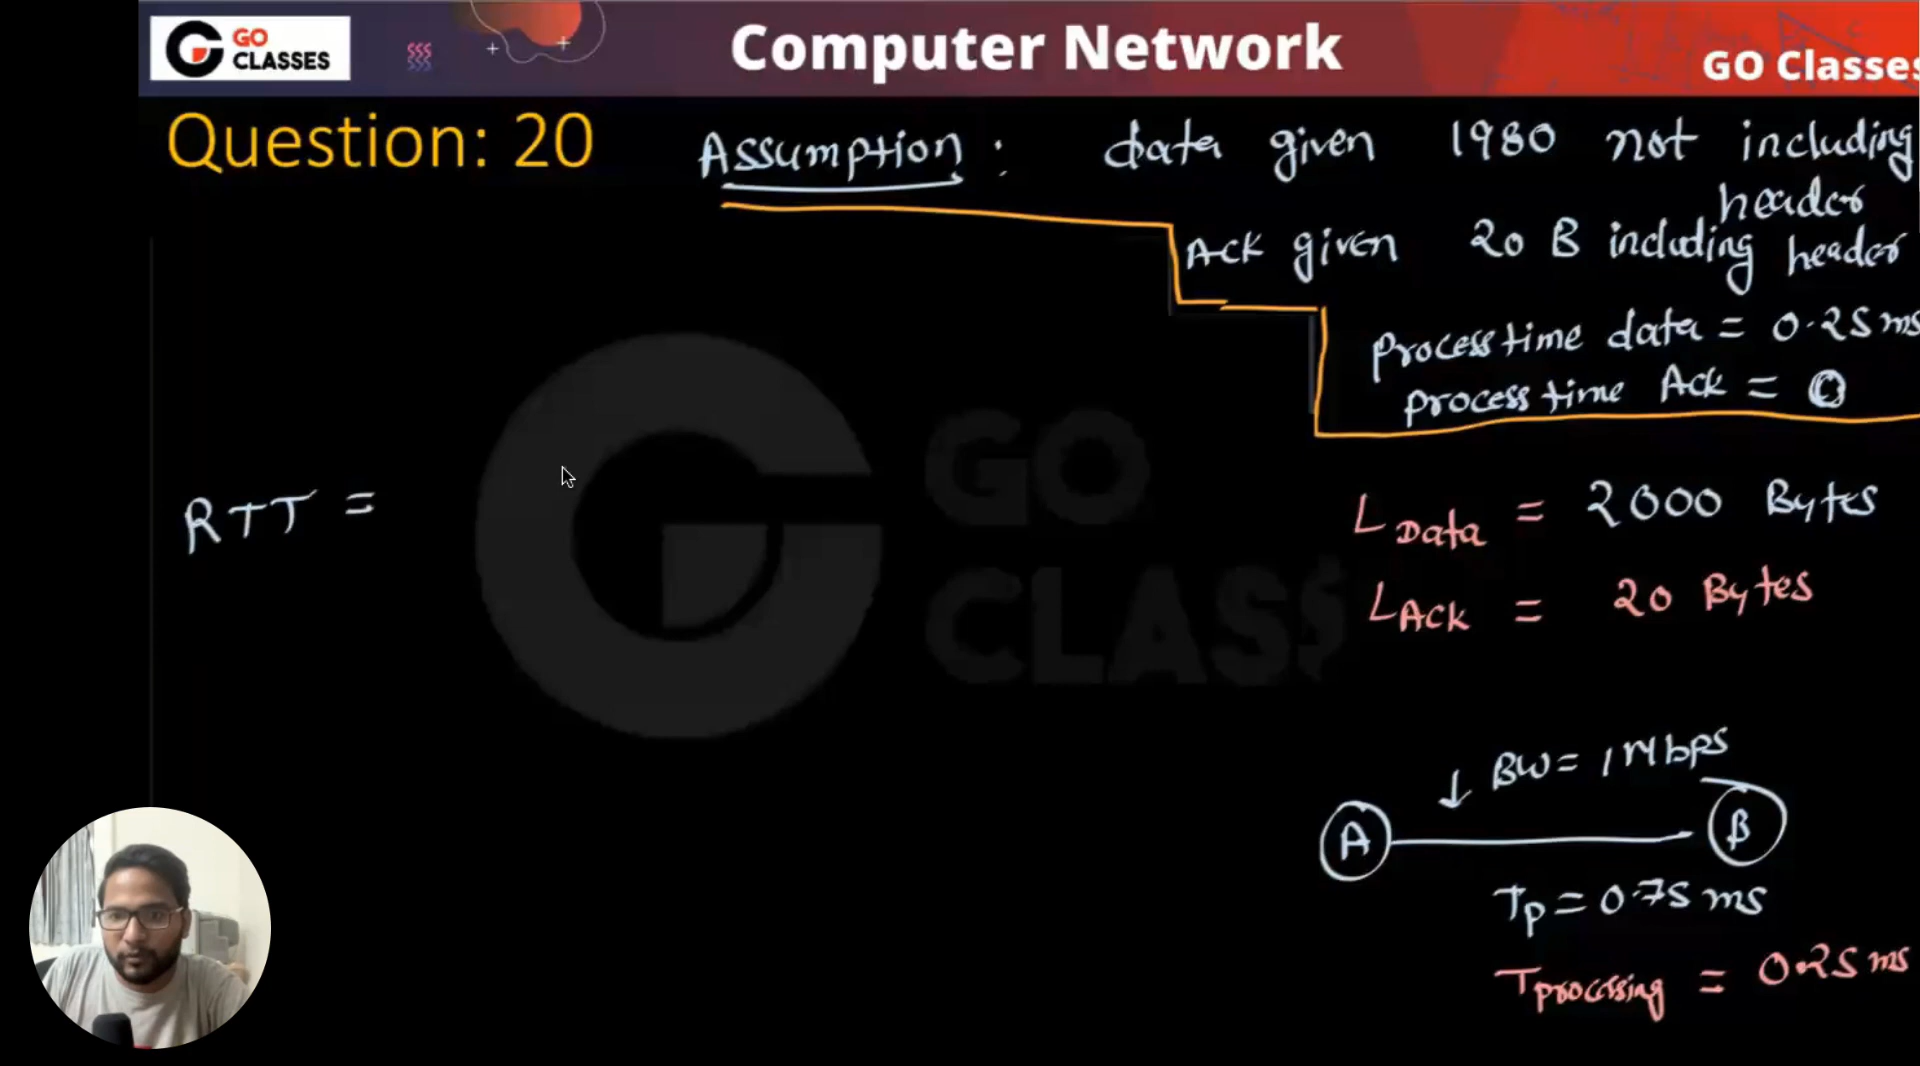 GO
CLASSES
Computer Network
GO Classes
Question: 20
Assumption : data given 1980 not including
header
Ack given 20 B including header
Process time data = 0.25 ms
process time Ack = 0
RTT =
GO
CLASSES
L Data = 2000 Bytes
L ACK = 20 Bytes
↓ BW = 1 Mbps
A B
Tp = 0.75 ms
Tprocessing = 0.25 ms